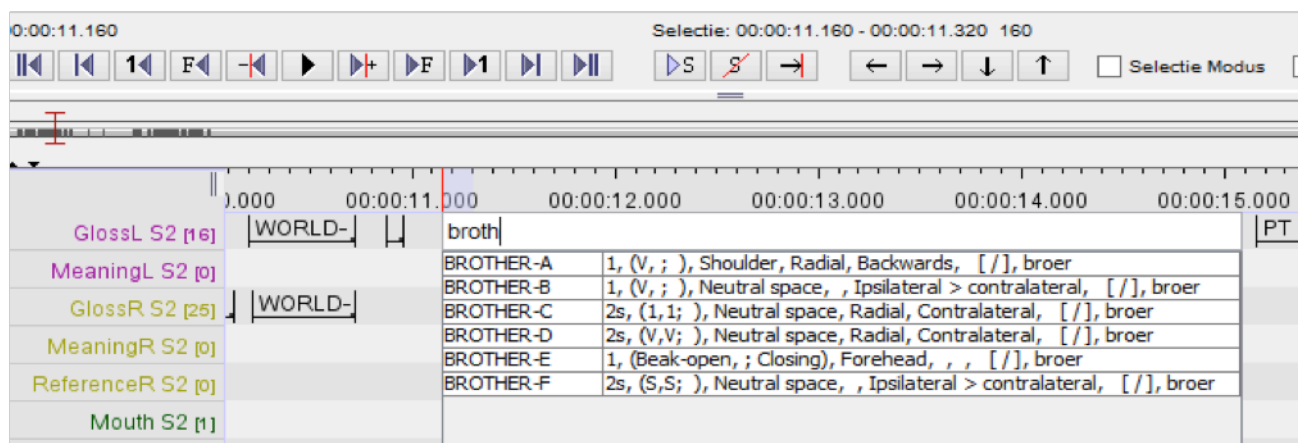 0:00:11.160 Selectie: 00:00:11.160 - 00:00:11.320 160
1 F - + F 1 S S Selectie Modus
0.000 00:00:11.000 00:00:12.000 00:00:13.000 00:00:14.000 00:00:15.000
GlossL S2 [16] WORLD- broth PT
MeaningL S2 [0]
GlossR S2 [25] WORLD-
MeaningR S2 [0]
ReferenceR S2 [0]
Mouth S2 [1]
BROTHER-A 1, (V, ; ), Shoulder, Radial, Backwards, [ /], broer
BROTHER-B 1, (V, ; ), Neutral space, , Ipsilateral > contralateral, [ /], broer
BROTHER-C 2s, (1,1; ), Neutral space, Radial, Contralateral, [ /], broer
BROTHER-D 2s, (V,V; ), Neutral space, Radial, Contralateral, [ /], broer
BROTHER-E 1, (Beak-open, ; Closing), Forehead, , , [ /], broer
BROTHER-F 2s, (S,S; ), Neutral space, , Ipsilateral > contralateral, [ /], broer